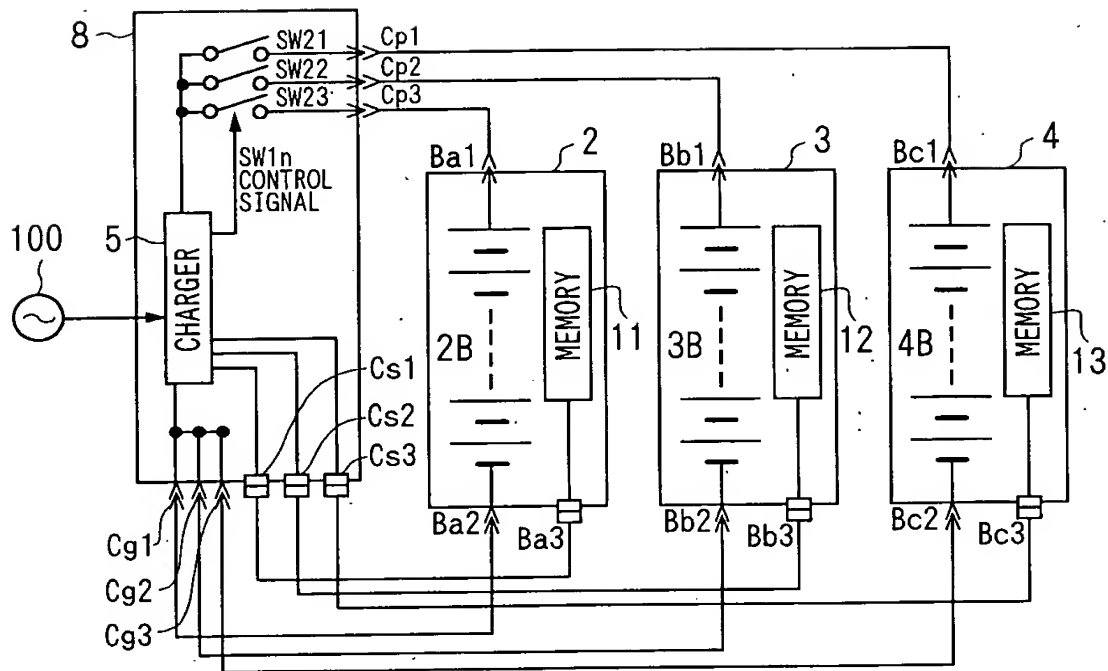 8
SW21
Cp1
SW22
Cp2
SW23
Cp3
SW1n
CONTROL
SIGNAL
Ba1
2
Bb1
3
Bc1
4
100
5
CHARGER
MEMORY
11
2B
MEMORY
12
3B
MEMORY
13
4B
Cs1
Cs2
Cs3
Ba2
Ba3
Bb2
Bb3
Bc2
Bc3
Cg1
Cg2
Cg3